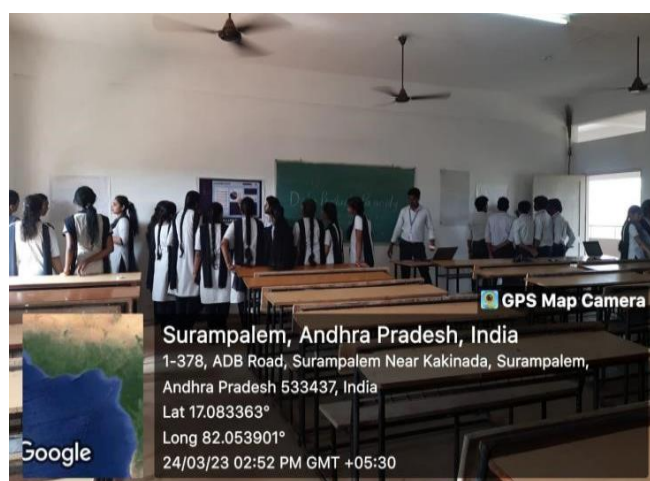 GPS Map Camera
Surampalem, Andhra Pradesh, India
1-378, ADB Road, Surampalem Near Kakinada, Surampalem,
Andhra Pradesh 533437, India
Lat 17.083363°
Long 82.053901°
24/03/23 02:52 PM GMT +05:30
Google